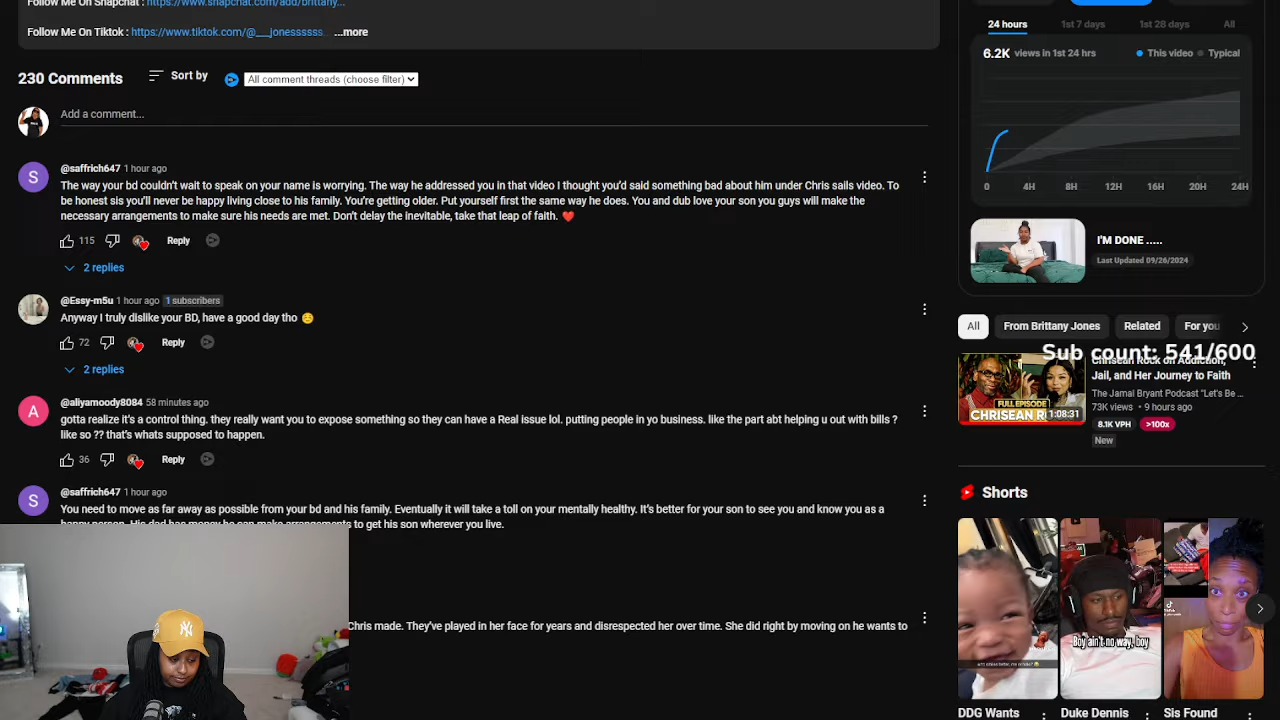 Follow Me On Snapchat : https://www.snapchat.com/add/brittany...
Follow Me On Tiktok : https://www.tiktok.com/@___jonessssss. ...more
230 Comments
Sort by
All comment threads (choose filter)
Add a comment...
@saffrich647 1 hour ago
The way your bd couldn't wait to speak on your name is worrying. The way he addressed you in that video I thought you'd said something bad about him under Chris sails video. To
be honest sis you'll never be happy living close to his family. You're getting older. Put yourself first the same way he does. You and dub love your son you guys will make the
necessary arrangements to make sure his needs are met. Don't delay the inevitable, take that leap of faith. ❤️
115 Reply
2 replies
@Essy-m5u 1 hour ago 1 subscribers
Anyway I truly dislike your BD, have a good day tho ☺️
72 Reply
2 replies
@aliyamoody8084 58 minutes ago
gotta realize it's a control thing. they really want you to expose something so they can have a Real issue lol. putting people in yo business. like the part abt helping u out with bills ?
like so ?? that's whats supposed to happen.
36 Reply
@saffrich647 1 hour ago
You need to move as far away as possible from your bd and his family. Eventually it will take a toll on your mentally healthy. It's better for your son to see you and know you as a
happy person. His dad has money he can make arrangements to get his son wherever you live.
Chris made. They've played in her face for years and disrespected her over time. She did right by moving on he wants to
24 hours 1st 7 days 1st 28 days All
6.2K views in 1st 24 hrs This video Typical
0 4H 8H 12H 16H 20H 24H
I'M DONE .....
Last Updated 09/26/2024
All From Brittany Jones Related For you
Sub count: 541/600
Chrisean Rock on Addiction,
Jail, and Her Journey to Faith
The Jamal Bryant Podcast "Let's Be ...
73K views • 9 hours ago
8.1K VPH >100x
New
FULL EPISODE
CHRISEAN R
1:08:31
Shorts
Boy ain't no way, boy
DDG Wants
Duke Dennis
Sis Found